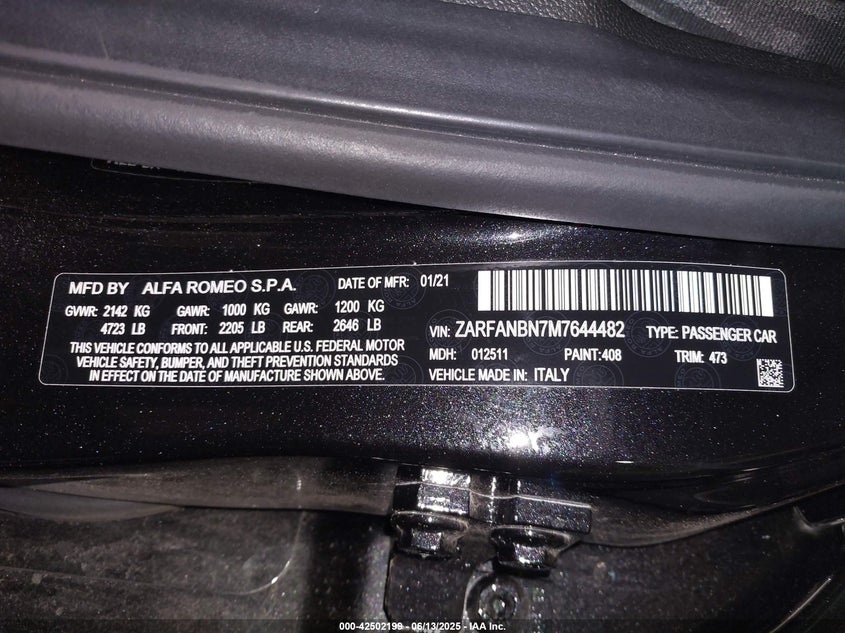 MFD BY ALFA ROMEO S.P.A. DATE OF MFR: 01/21
GVWR: 2142 KG GAWR: 1000 KG GAWR: 1200 KG
4723 LB FRONT: 2205 LB REAR: 2646 LB
THIS VEHICLE CONFORMS TO ALL APPLICABLE U.S. FEDERAL MOTOR
VEHICLE SAFETY, BUMPER, AND THEFT PREVENTION STANDARDS
IN EFFECT ON THE DATE OF MANUFACTURE SHOWN ABOVE.
VIN: ZARFANBN7M7644482 TYPE: PASSENGER CAR
MDH: 012511 PAINT:408 TRIM: 473
VEHICLE MADE IN: ITALY
000-42502199 - 06/13/2025 - IAA Inc.